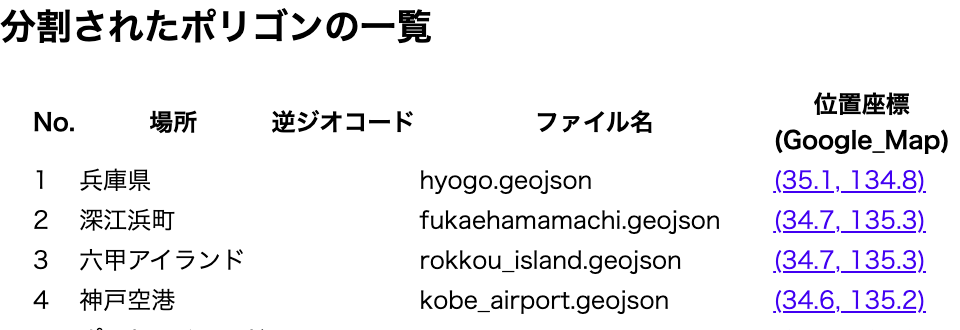 分割されたポリゴンの一覧
No. 場所 逆ジオコード ファイル名 位置座標 (Google_Map)
1 兵庫県 hyogo.geojson (35.1, 134.8)
2 深江浜町 fukaehamamachi.geojson (34.7, 135.3)
3 六甲アイランド rokkou_island.geojson (34.7, 135.3)
4 神戸空港 kobe_airport.geojson (34.6, 135.2)